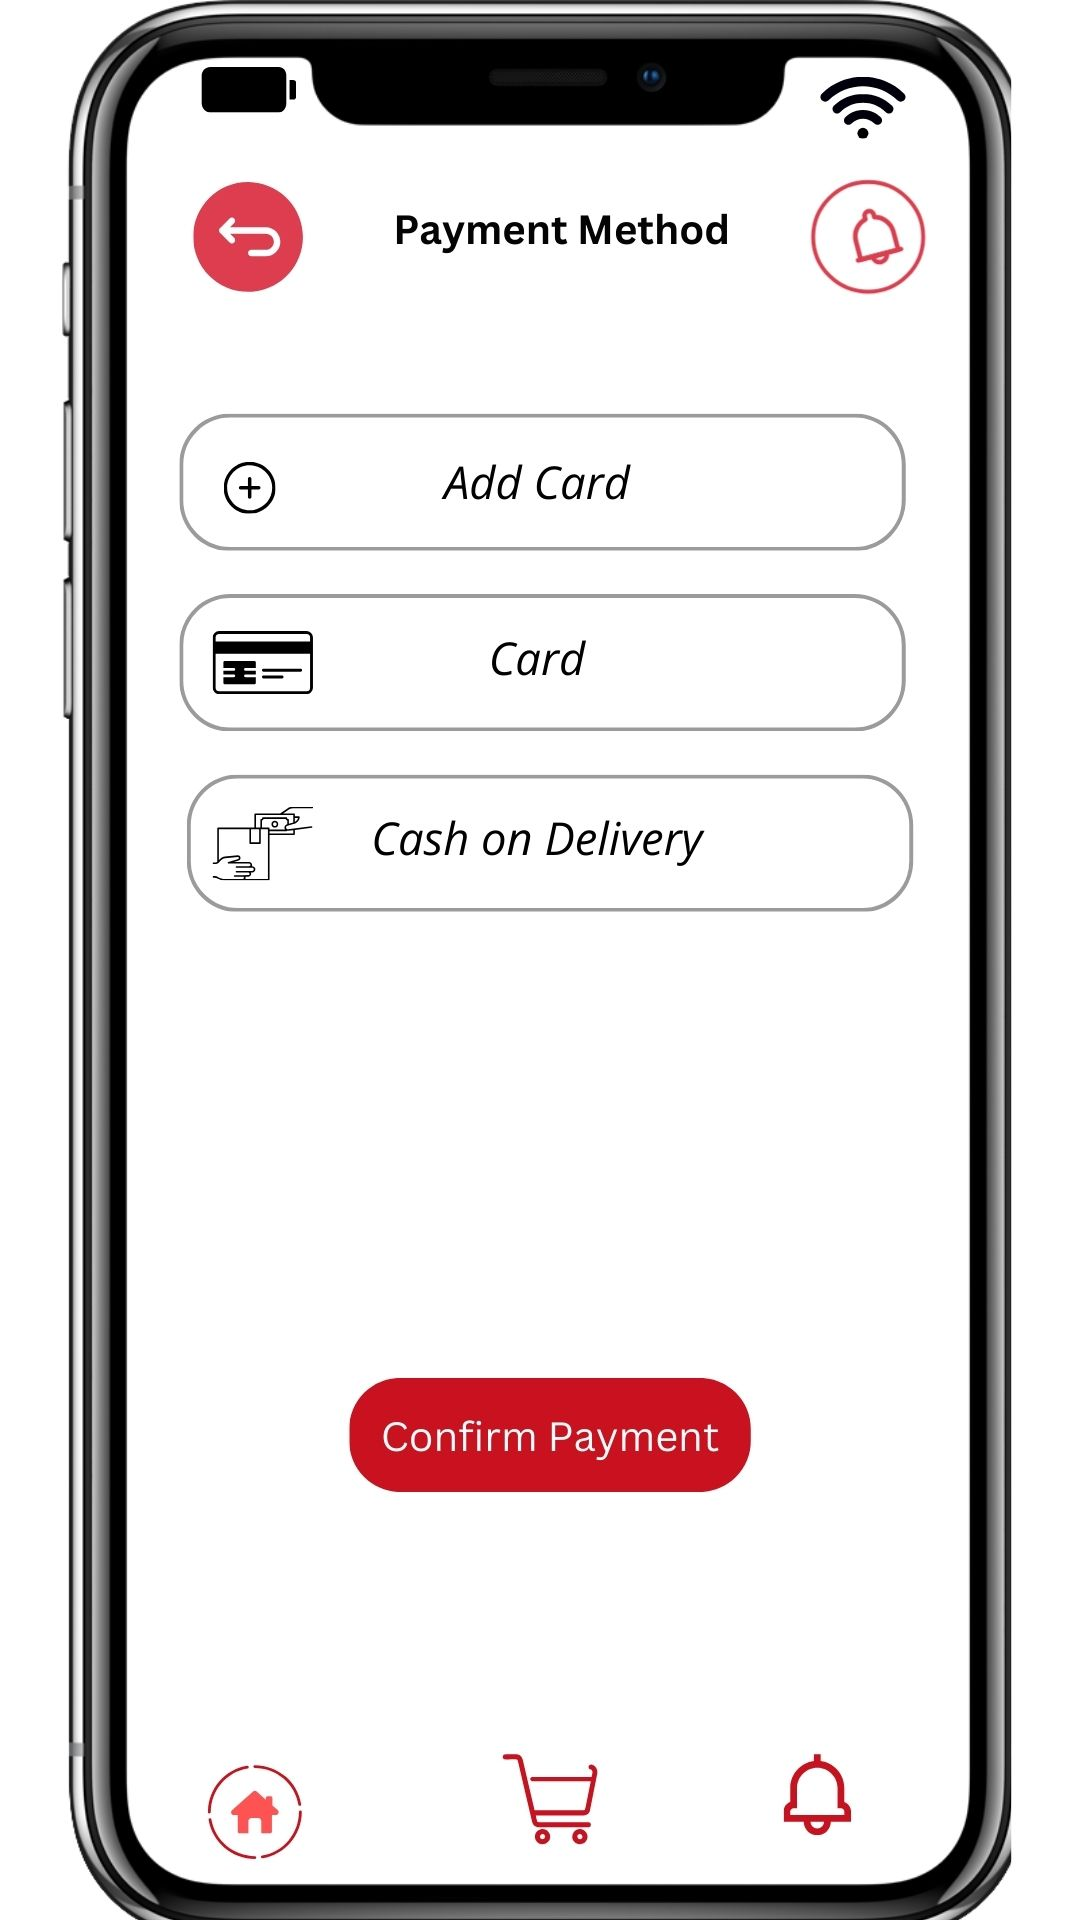 Payment Method
Add Card
Card
Cash on Delivery
Confirm Payment